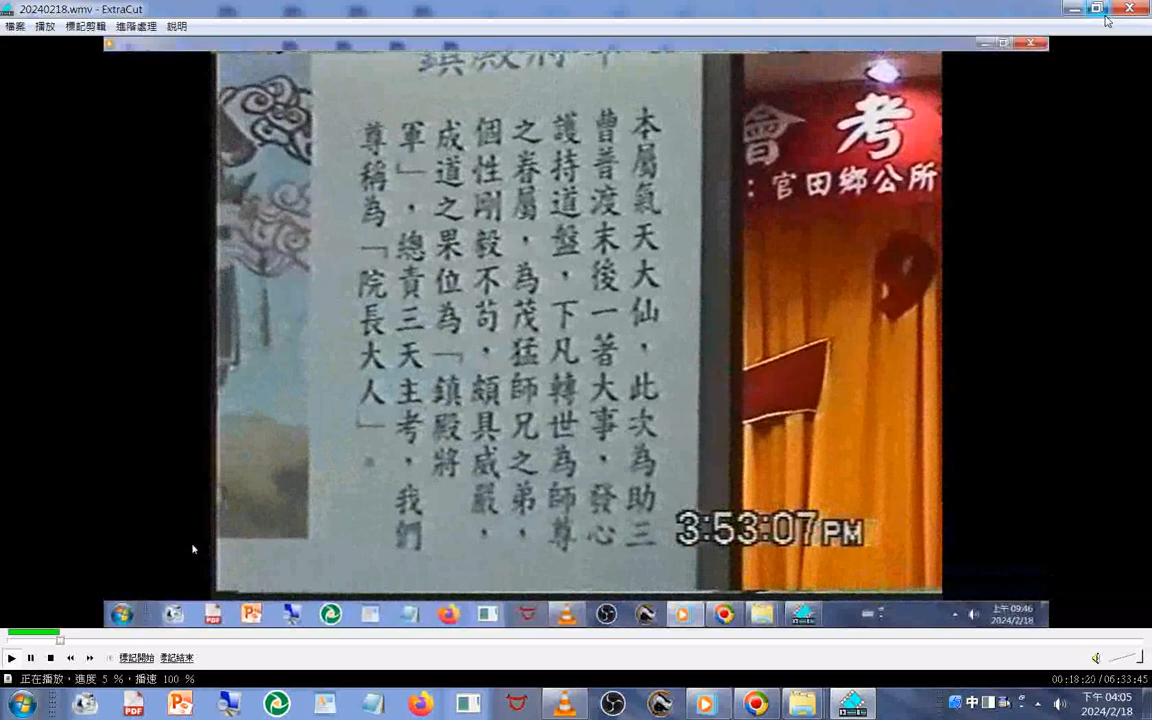 20240218.wmv - ExtraCut
檔案 播放 標記剪輯 進階處理 說明
鎮殿將軍
本屬氣天大仙，此次為助三
曹普渡末後一著大事，發心
護持道盤，下凡轉世為師尊
之眷屬，為茂猛師兄之弟，
個性剛毅不苟，頗具威嚴，
成道之果位為「鎮殿將
軍」，總責三天主考，我們
尊稱為「院長大人」。
會考
：官田鄉公所
3:53:07 PM
上午 09:46
2024/2/18
標記開始 標記結束
正在播放，進度 5 %，播速 100 %
00:18:20 / 06:33:45
中
下午 04:05
2024/2/18